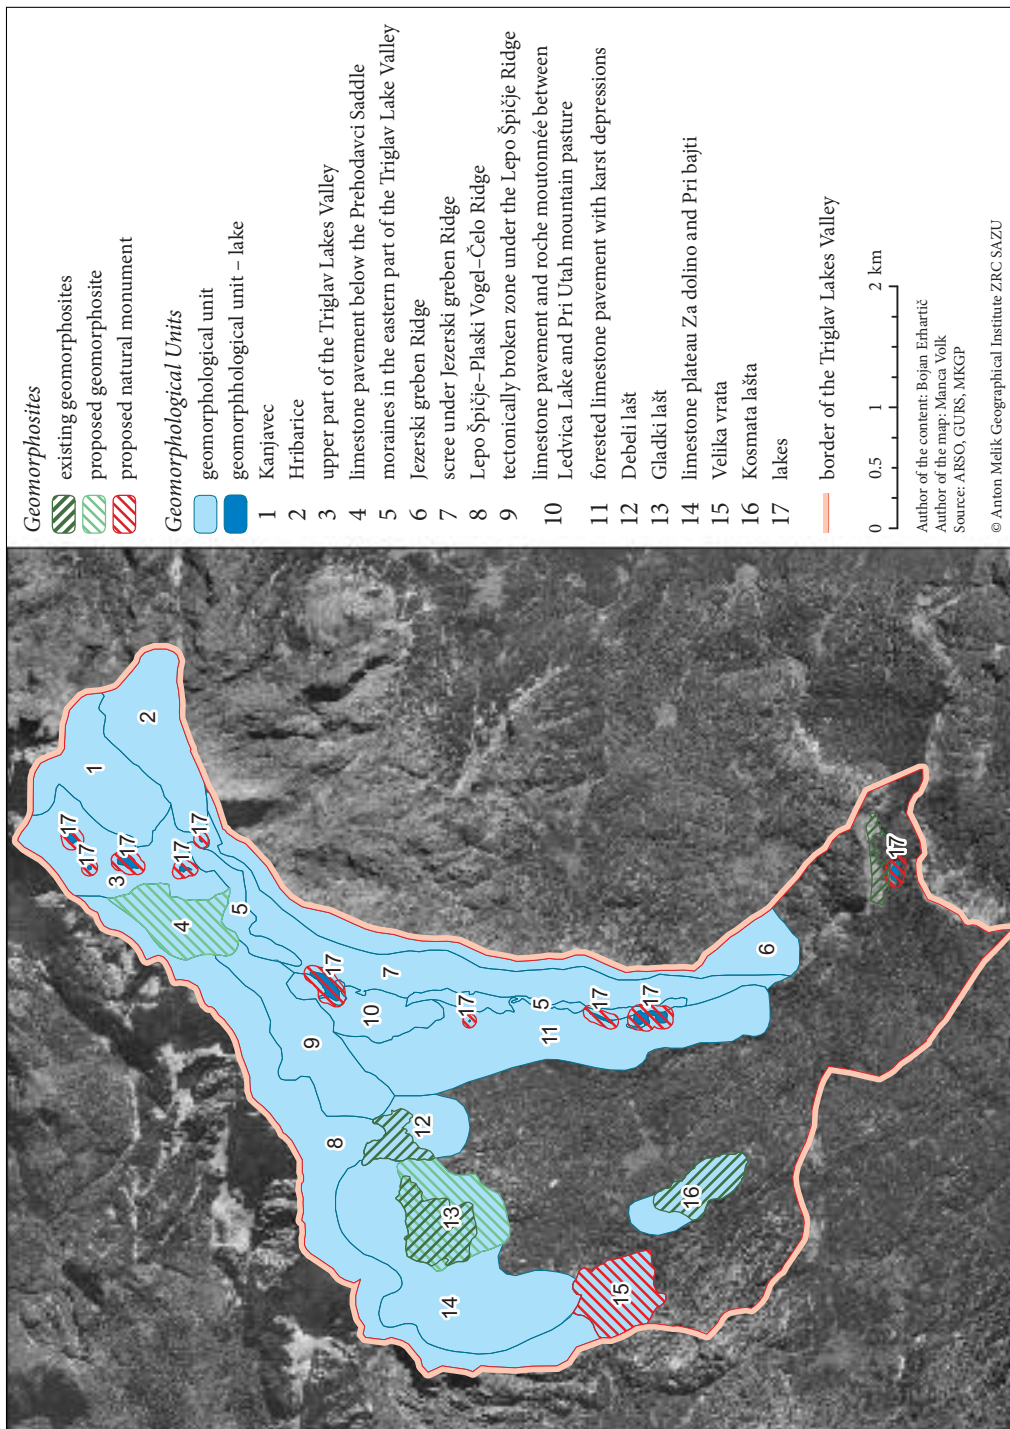 Geomorphosites
existing geomorphosites
proposed geomorphosite
proposed natural monument
Geomorphological Units
geomorphological unit
geomorphological unit – lake
1 Kanjavec
2 Hribarice
3 upper part of the Triglav Lakes Valley
4 limestone pavement below the Prehodavci Saddle
5 moraines in the eastern part of the Triglav Lake Valley
6 Jezerski greben Ridge
7 scree under Jezerski greben Ridge
8 Lepo Špičje–Plaski Vogel–Čelo Ridge
9 tectonically broken zone under the Lepo Špičje Ridge
10 limestone pavement and roche moutonnée between
Ledvica Lake and Pri Utah mountain pasture
11 forested limestone pavement with karst depressions
12 Debeli lašt
13 Gladki lašt
14 limestone plateau Za dolino and Pri bajti
15 Velika vrata
16 Kosmata lašta
17 lakes
border of the Triglav Lakes Valley
0 0.5 1 2 km
Author of the content: Bojan Erhartič
Author of the map: Manca Volk
Source: ARSO, GURS, MKGP
© Anton Melik Geographical Institute ZRC SAZU
1
2
17
17
17
3
17
17
4
5
17
7
10
9
17
5
11
17
17
6
17
8
12
13
14
16
15